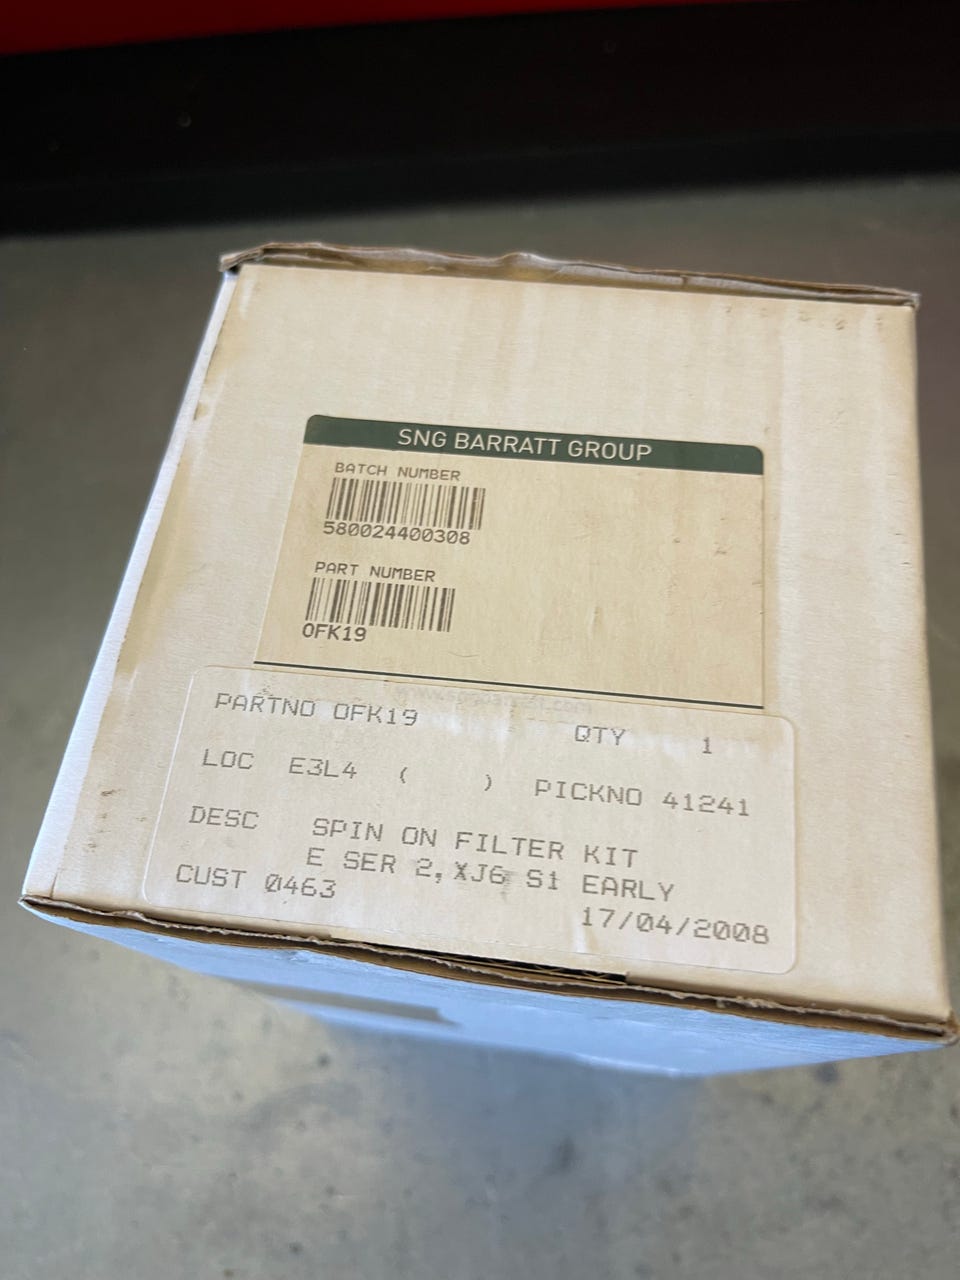 SNG BARRATT GROUP
BATCH NUMBER
580024400308
PART NUMBER
OFK19
PARTNO OFK19 QTY 1
LOC E3L4 ( ) PICKNO 41241
DESC SPIN ON FILTER KIT
E SER 2, XJ6 S1 EARLY
CUST 0463
17/04/2008